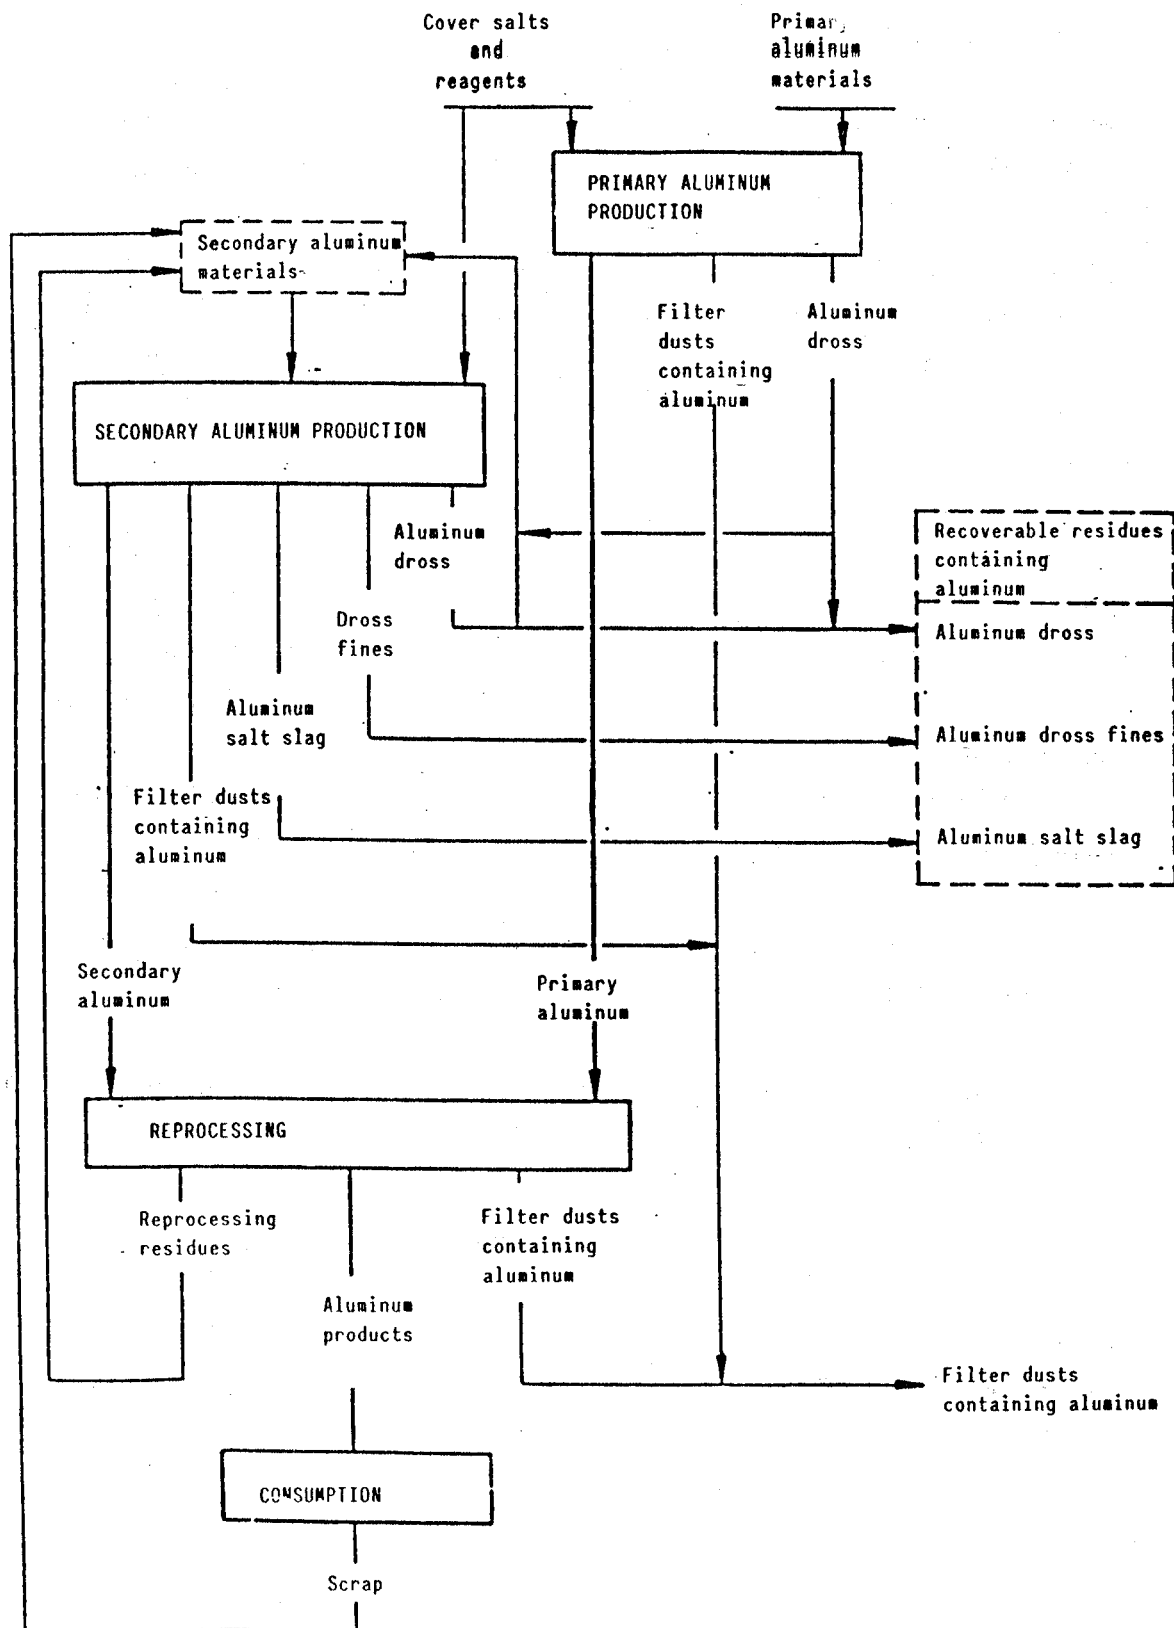 Cover salts
and
reagents
Primar,
aluminum
materials
PRIMARY ALUMINUM
PRODUCTION
Secondary aluminum
materials
Filter
dusts
containing
aluminum
Aluminum
dross
SECONDARY ALUMINUM PRODUCTION
Aluminum
dross
Recoverable residues
containing
aluminum
Dross
fines
Aluminum dross
Aluminum
salt slag
Aluminum dross fines
Filter dusts
containing
aluminum
Aluminum salt slag
Secondary
aluminum
Primary
aluminum
REPROCESSING
Reprocessing
residues
Filter dusts
containing
aluminum
Aluminum
products
Filter dusts
containing aluminum
CONSUMPTION
Scrap